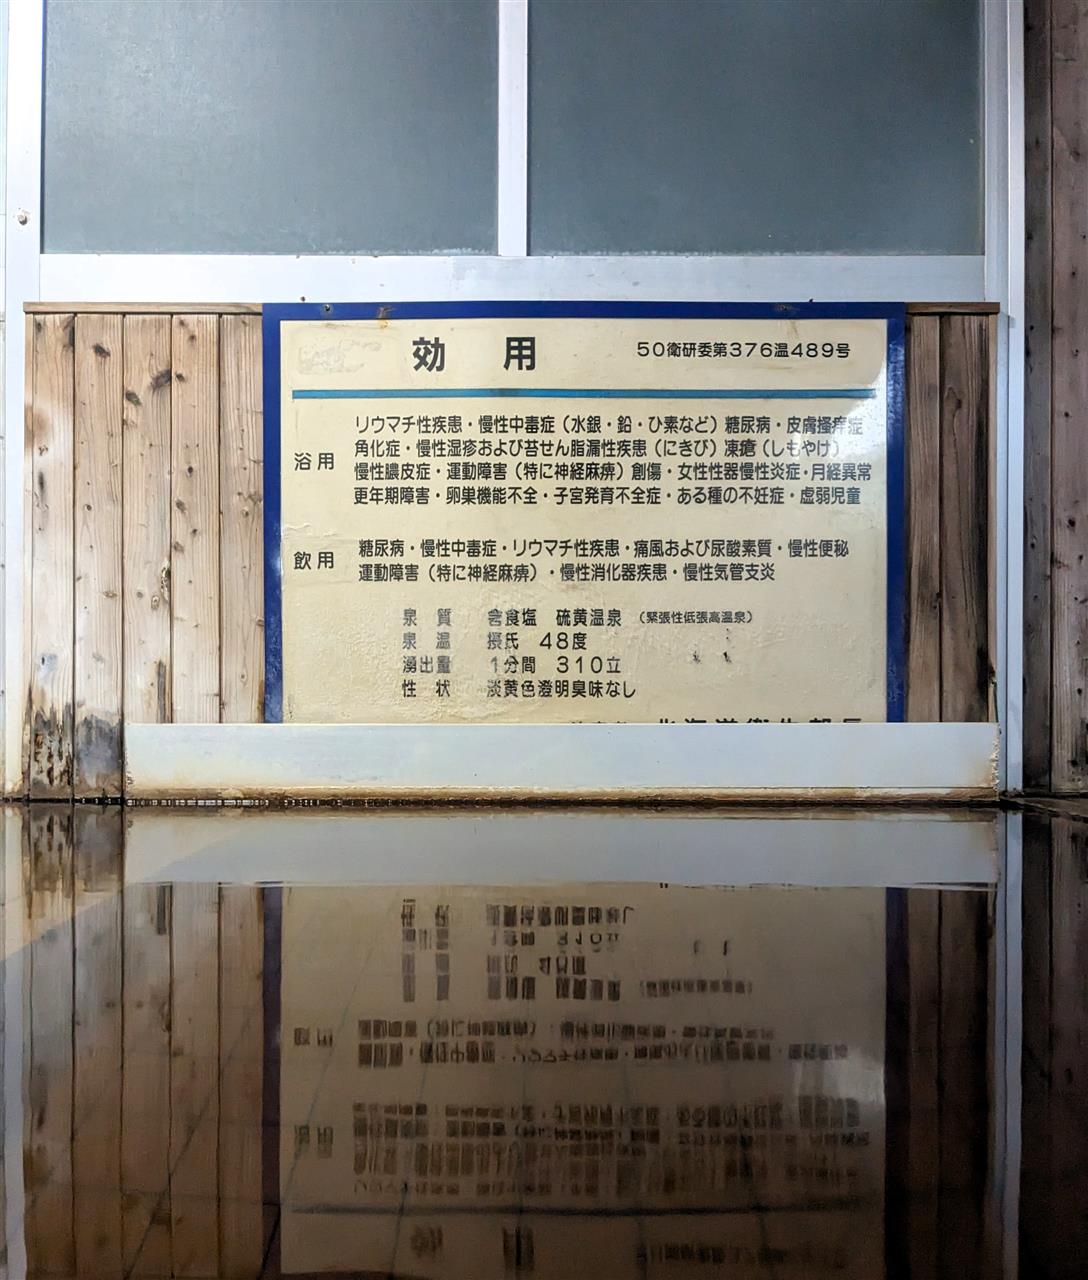 効用 50衛研委第376温489号
浴用
リウマチ性疾患・慢性中毒症(水銀・鉛・ひ素など)糖尿病・皮膚掻痒症
角化症・慢性湿疹および苔せん脂漏性疾患(にきび)凍瘡(しもやけ)
慢性膿皮症・運動障害(特に神経麻痹)創傷・女性性器慢性炎症・月経異常
更年期障害・卵巣機能不全・子宮発育不全症・ある種の不妊症・虚弱児童
飲用
糖尿病・慢性中毒症・リウマチ性疾患・痛風および尿酸素質・慢性便秘
運動障害(特に神経麻痹)・慢性消化器疾患・慢性気管支炎
泉質 含食塩 硫黄温泉 (緊張性低張高温泉)
泉温 摂氏 48度
湧出量 1分間 310立
性状 淡黄色澄明臭味なし
北海道衛生部長